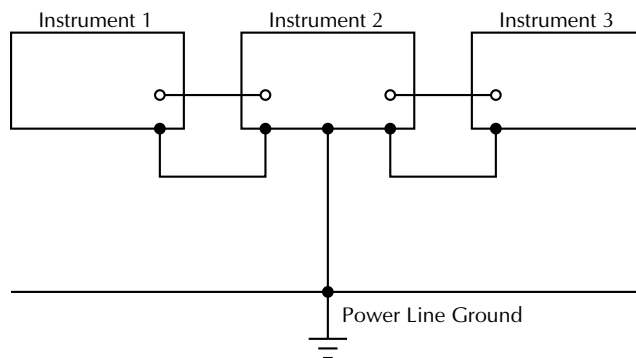 Instrument 1
Instrument 2
Instrument 3
Power Line Ground